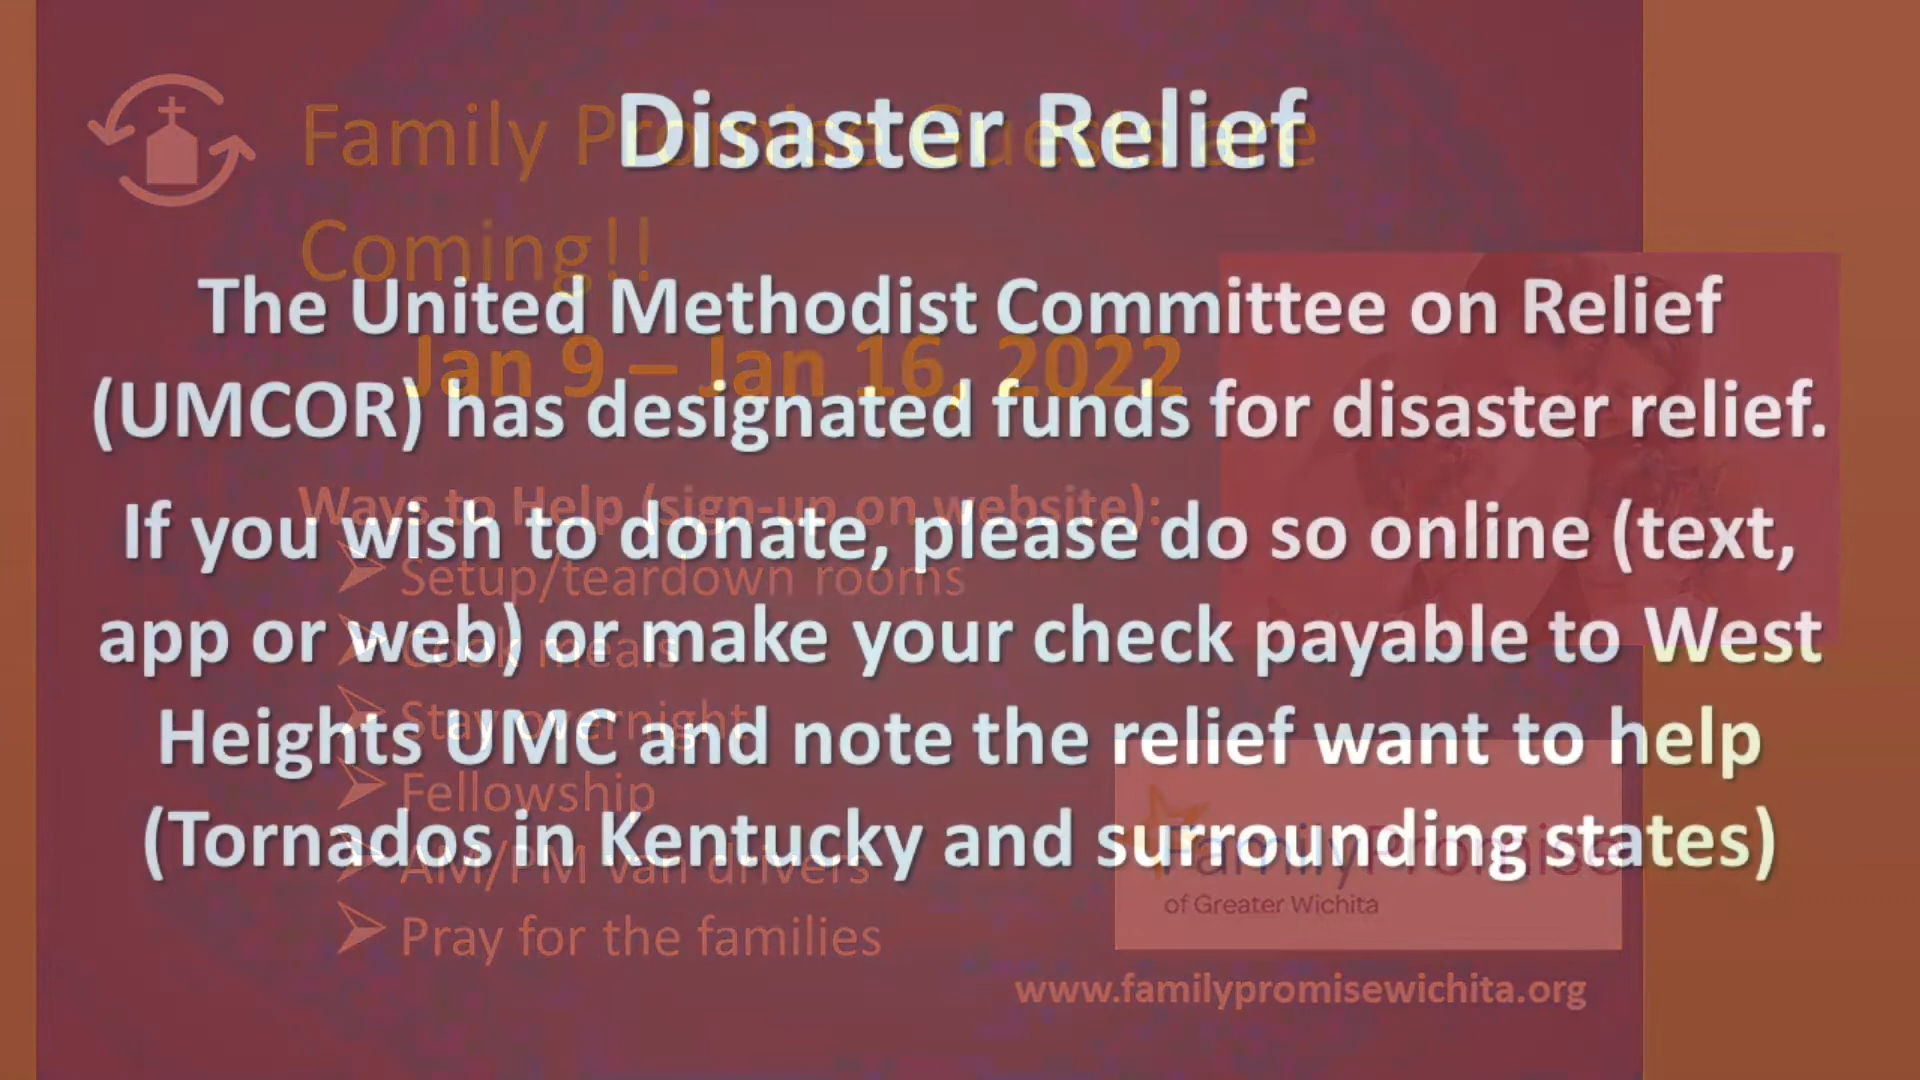 Disaster Relief
The United Methodist Committee on Relief
(UMCOR) has designated funds for disaster relief.
If you wish to donate, please do so online (text,
app or web) or make your check payable to West
Heights UMC and note the relief want to help
(Tornados in Kentucky and surrounding states)
Family Promise Guests are
Coming!!
Jan 9 – Jan 16, 2022
Ways to Help (sign-up on website):
Setup/teardown rooms
Cook meals
Stay overnight
Fellowship
AM/PM van drivers
Pray for the families
Family Promise
of Greater Wichita
www.familypromisewichita.org